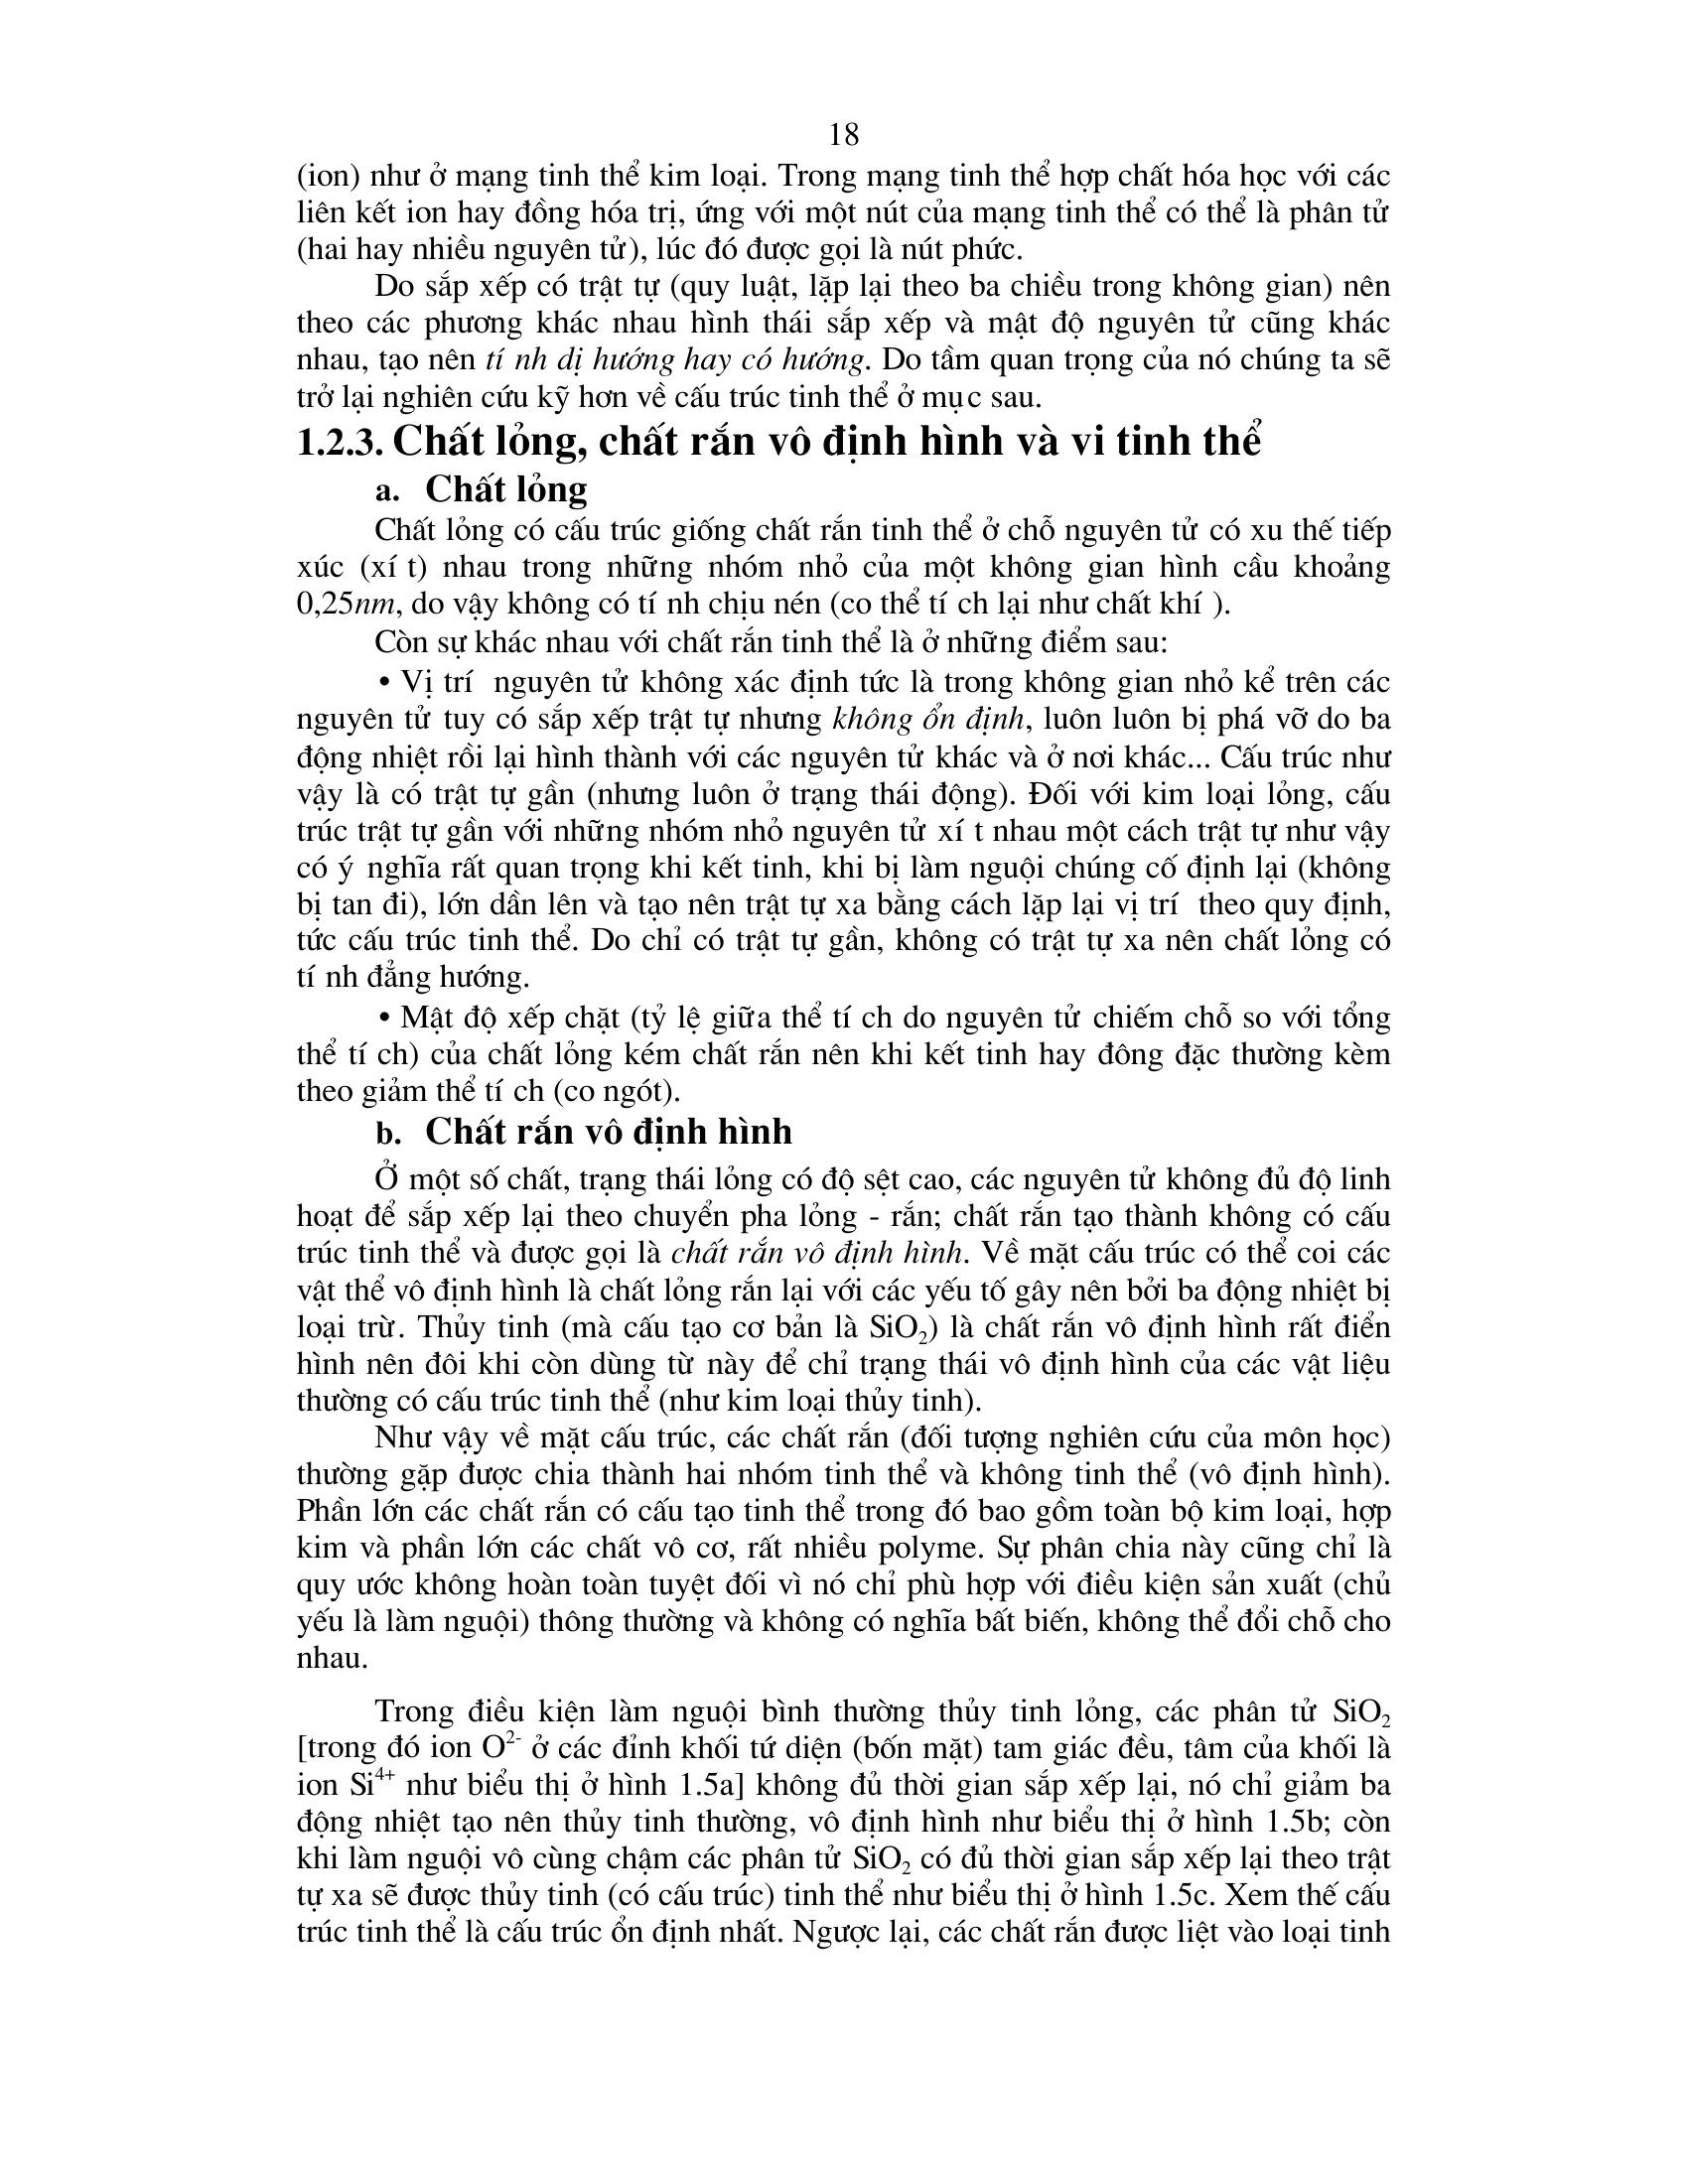 18
(ion) như ở mạng tinh thể kim loại. Trong mạng tinh thể hợp chất hóa học với các
liên kết ion hay đồng hóa trị, ứng với một nút của mạng tinh thể có thể là phân tử
(hai hay nhiều nguyên tử), lúc đó được gọi là nút phức.
Do sắp xếp có trật tự (quy luật, lặp lại theo ba chiều trong không gian) nên
theo các phương khác nhau hình thái sắp xếp và mật độ nguyên tử cũng khác
nhau, tạo nên tí nh dị hướng hay có hướng. Do tầm quan trọng của nó chúng ta sẽ
trở lại nghiên cứu kỹ hơn về cấu trúc tinh thể ở mục sau.
1.2.3. Chất lỏng, chất rắn vô định hình và vi tinh thể
a. Chất lỏng
Chất lỏng có cấu trúc giống chất rắn tinh thể ở chỗ nguyên tử có xu thế tiếp
xúc (xí t) nhau trong những nhóm nhỏ của một không gian hình cầu khoảng
0,25nm, do vậy không có tí nh chịu nén (co thể tí ch lại như chất khí ).
Còn sự khác nhau với chất rắn tinh thể là ở những điểm sau:
• Vị trí nguyên tử không xác định tức là trong không gian nhỏ kể trên các
nguyên tử tuy có sắp xếp trật tự nhưng không ổn định, luôn luôn bị phá vỡ do ba
động nhiệt rồi lại hình thành với các nguyên tử khác và ở nơi khác... Cấu trúc như
vậy là có trật tự gần (nhưng luôn ở trạng thái động). Đối với kim loại lỏng, cấu
trúc trật tự gần với những nhóm nhỏ nguyên tử xí t nhau một cách trật tự như vậy
có ý nghĩa rất quan trọng khi kết tinh, khi bị làm nguội chúng cố định lại (không
bị tan đi), lớn dần lên và tạo nên trật tự xa bằng cách lặp lại vị trí theo quy định,
tức cấu trúc tinh thể. Do chỉ có trật tự gần, không có trật tự xa nên chất lỏng có
tí nh đẳng hướng.
• Mật độ xếp chặt (tỷ lệ giữa thể tí ch do nguyên tử chiếm chỗ so với tổng
thể tí ch) của chất lỏng kém chất rắn nên khi kết tinh hay đông đặc thường kèm
theo giảm thể tí ch (co ngót).
b. Chất rắn vô định hình
Ở một số chất, trạng thái lỏng có độ sệt cao, các nguyên tử không đủ độ linh
hoạt để sắp xếp lại theo chuyển pha lỏng - rắn; chất rắn tạo thành không có cấu
trúc tinh thể và được gọi là chất rắn vô định hình. Về mặt cấu trúc có thể coi các
vật thể vô định hình là chất lỏng rắn lại với các yếu tố gây nên bởi ba động nhiệt bị
loại trừ. Thủy tinh (mà cấu tạo cơ bản là SiO₂) là chất rắn vô định hình rất điển
hình nên đôi khi còn dùng từ này để chỉ trạng thái vô định hình của các vật liệu
thường có cấu trúc tinh thể (như kim loại thủy tinh).
Như vậy về mặt cấu trúc, các chất rắn (đối tượng nghiên cứu của môn học)
thường gặp được chia thành hai nhóm tinh thể và không tinh thể (vô định hình).
Phần lớn các chất rắn có cấu tạo tinh thể trong đó bao gồm toàn bộ kim loại, hợp
kim và phần lớn các chất vô cơ, rất nhiều polyme. Sự phân chia này cũng chỉ là
quy ước không hoàn toàn tuyệt đối vì nó chỉ phù hợp với điều kiện sản xuất (chủ
yếu là làm nguội) thông thường và không có nghĩa bất biến, không thể đổi chỗ cho
nhau.
Trong điều kiện làm nguội bình thường thủy tinh lỏng, các phân tử SiO₂
[trong đó ion O²⁻ ở các đỉnh khối tứ diện (bốn mặt) tam giác đều, tâm của khối là
ion Si⁴⁺ như biểu thị ở hình 1.5a] không đủ thời gian sắp xếp lại, nó chỉ giảm ba
động nhiệt tạo nên thủy tinh thường, vô định hình như biểu thị ở hình 1.5b; còn
khi làm nguội vô cùng chậm các phân tử SiO₂ có đủ thời gian sắp xếp lại theo trật
tự xa sẽ được thủy tinh (có cấu trúc) tinh thể như biểu thị ở hình 1.5c. Xem thế cấu
trúc tinh thể là cấu trúc ổn định nhất. Ngược lại, các chất rắn được liệt vào loại tinh